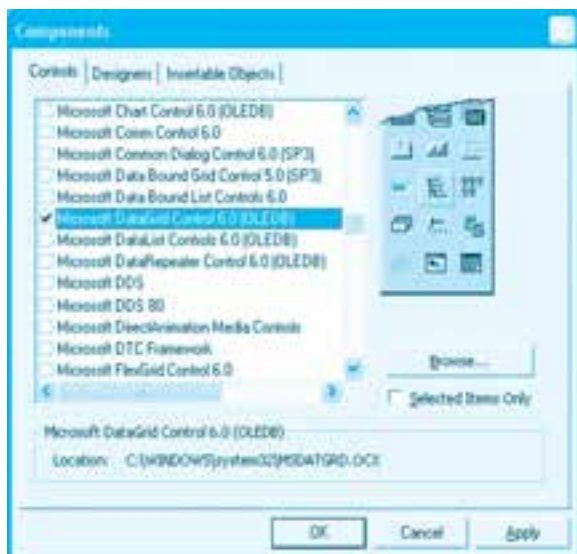 Components
Controls
Designers
Insertable Objects
Microsoft Chart Control 6.0 (OLEDB)
Microsoft Comm Control 6.0
Microsoft Common Dialog Control 6.0 (SP3)
Microsoft Data Bound Grid Control 5.0 (SP3)
Microsoft Data Bound List Controls 6.0
Microsoft DataGrid Control 6.0 (OLEDB)
Microsoft DataList Controls 6.0 (OLEDB)
Microsoft DataRepeater Control 6.0 (OLEDB)
Microsoft DDS
Microsoft DDS 80
Microsoft DirectAnimation Media Controls
Microsoft DTC Framework
Microsoft FlexGrid Control 6.0
Browse...
Selected Items Only
Microsoft DataGrid Control 6.0 (OLEDB)
Location: C:\WINDOWS\system32\MSDATGRD.OCX
OK
Cancel
Apply